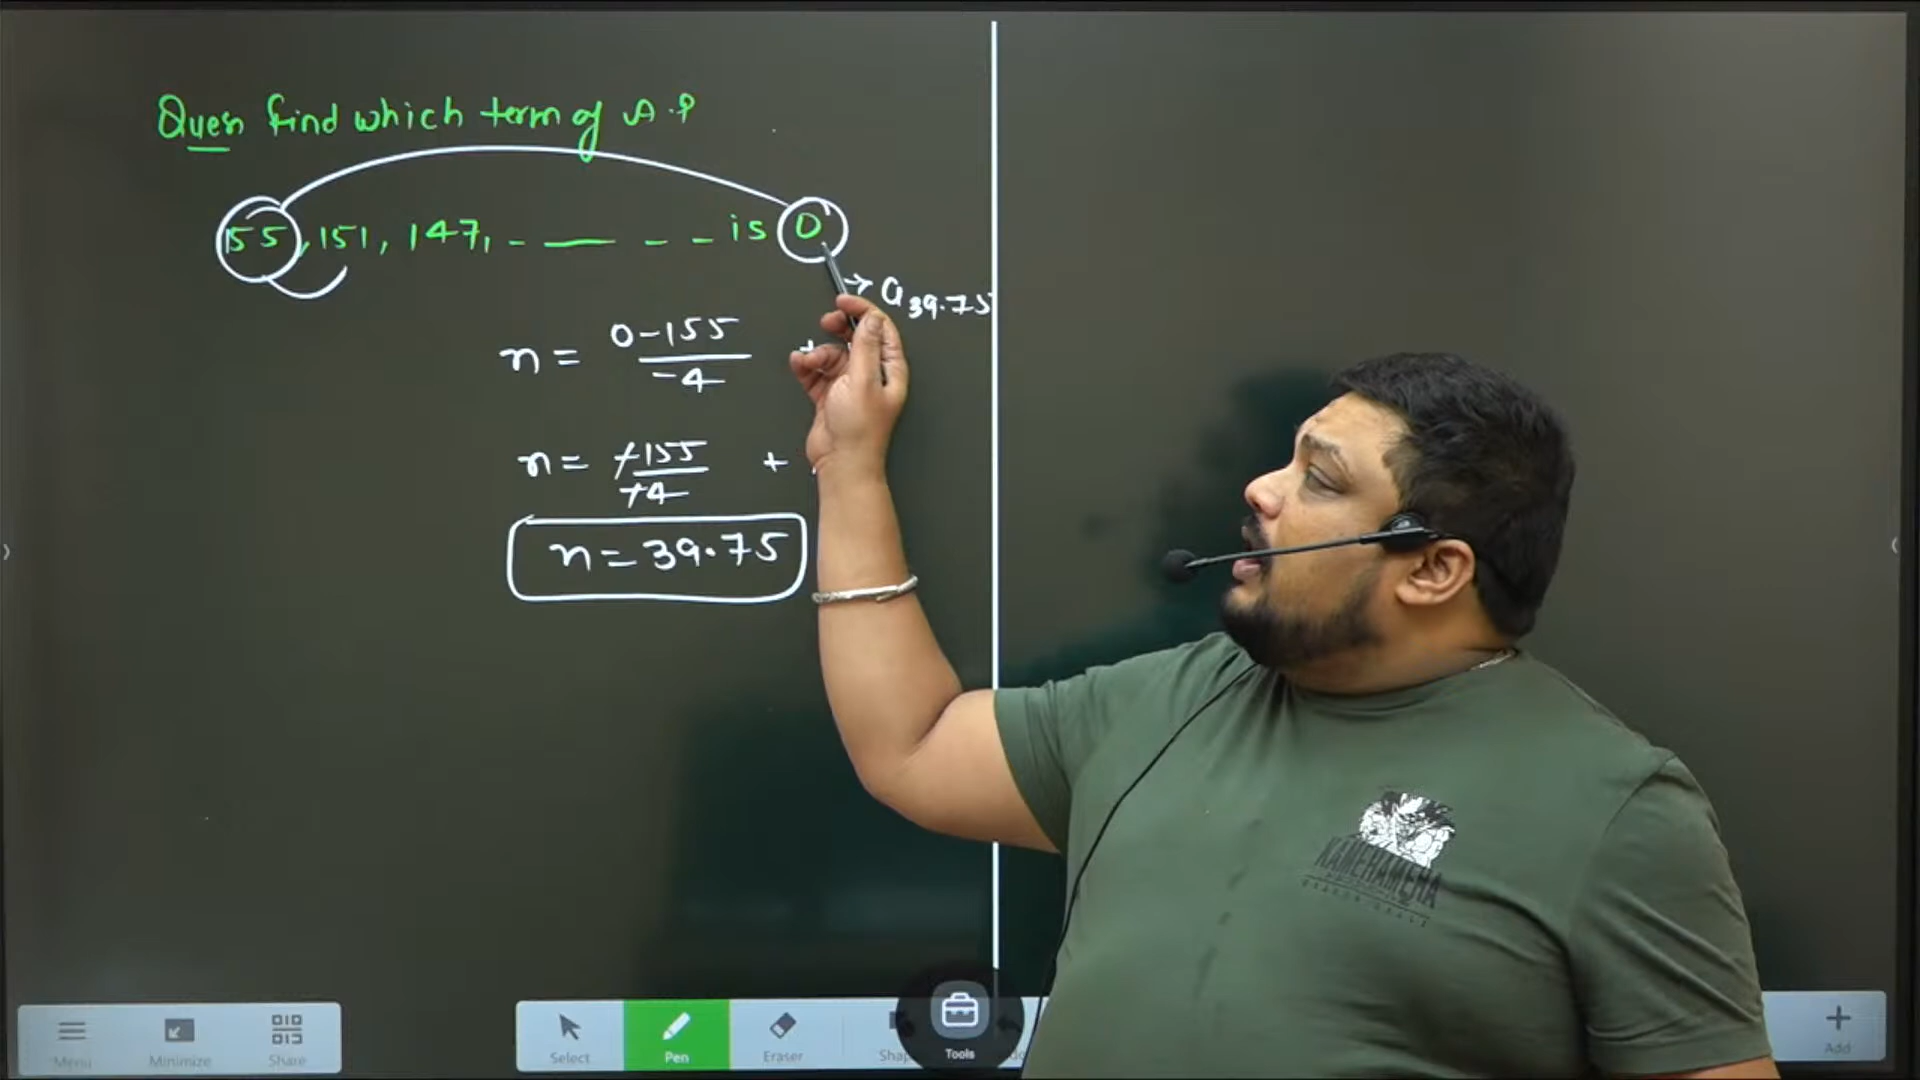 Ques find which term of A.P
155, 151, 147, - — - - is 0
→ a 39.75
n = 0-155 / -4 +
n = -155 / -4 +
n = 39.75
KAMEHAMEHA
Menu
Minimize
Share
Select
Pen
Eraser
Tools
Add